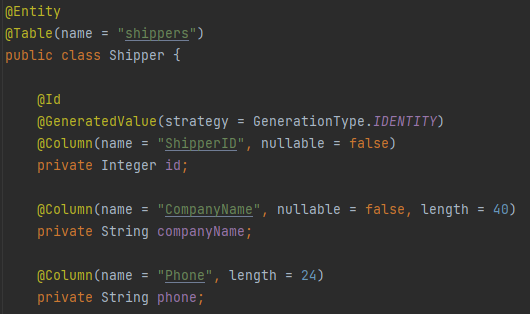 @Entity
@Table(name = "shippers")
public class Shipper {
@Id
@GeneratedValue(strategy = GenerationType.IDENTITY)
@Column(name = "ShipperID", nullable = false)
private Integer id;
@Column(name = "CompanyName", nullable = false, length = 40)
private String companyName;
@Column(name = "Phone", length = 24)
private String phone;